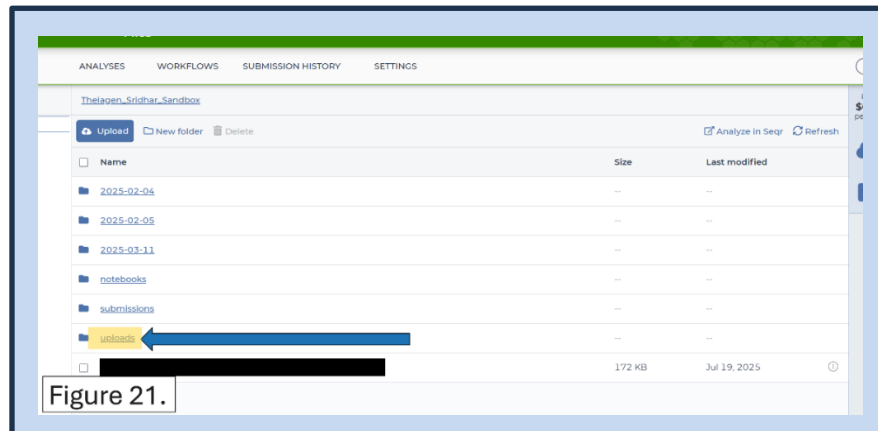 ANALYSES WORKFLOWS SUBMISSION HISTORY SETTINGS
Theiagen_Sridhar_Sandbox
Upload New folder Delete Analyze in Seqr Refresh
Name Size Last modified
2025-02-04 -- --
2025-02-05 -- --
2025-03-11 -- --
notebooks -- --
submissions -- --
uploads -- --
172 KB Jul 19, 2025
Figure 21.